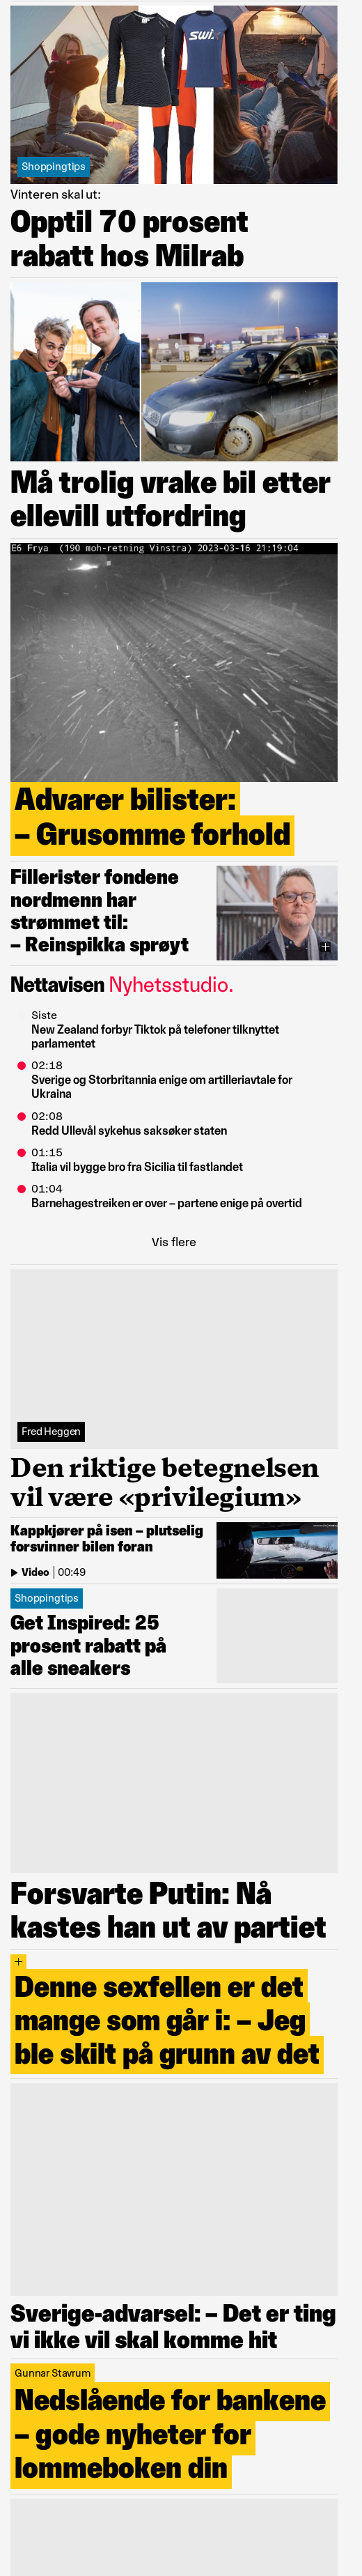 SWIX
Shoppingtips
Vinteren skal ut:
Opptil 70 prosent
rabatt hos Milrab
Må trolig vrake bil etter
ellevill utfordring
E6 Frya (190 moh-retning Vinstra) 2023-03-16 21:19:04
Advarer bilister:
– Grusomme forhold
Fillerister fondene
nordmenn har
strømmet til:
– Reinspikka sprøyt
+
Nettavisen Nyhetsstudio.
Siste
New Zealand forbyr Tiktok på telefoner tilknyttet
parlamentet
02:18
Sverige og Storbritannia enige om artilleriavtale for
Ukraina
02:08
Redd Ullevål sykehus saksøker staten
01:15
Italia vil bygge bro fra Sicilia til fastlandet
01:04
Barnehagestreiken er over – partene enige på overtid
Vis flere
Fred Heggen
Den riktige betegnelsen
vil være «privilegium»
Kappkjører på isen – plutselig
forsvinner bilen foran
Video | 00:49
Shoppingtips
Get Inspired: 25
prosent rabatt på
alle sneakers
Forsvarte Putin: Nå
kastes han ut av partiet
+
Denne sexfellen er det
mange som går i: – Jeg
ble skilt på grunn av det
Sverige-advarsel: – Det er ting
vi ikke vil skal komme hit
Gunnar Stavrum
Nedslående for bankene
– gode nyheter for
lommeboken din